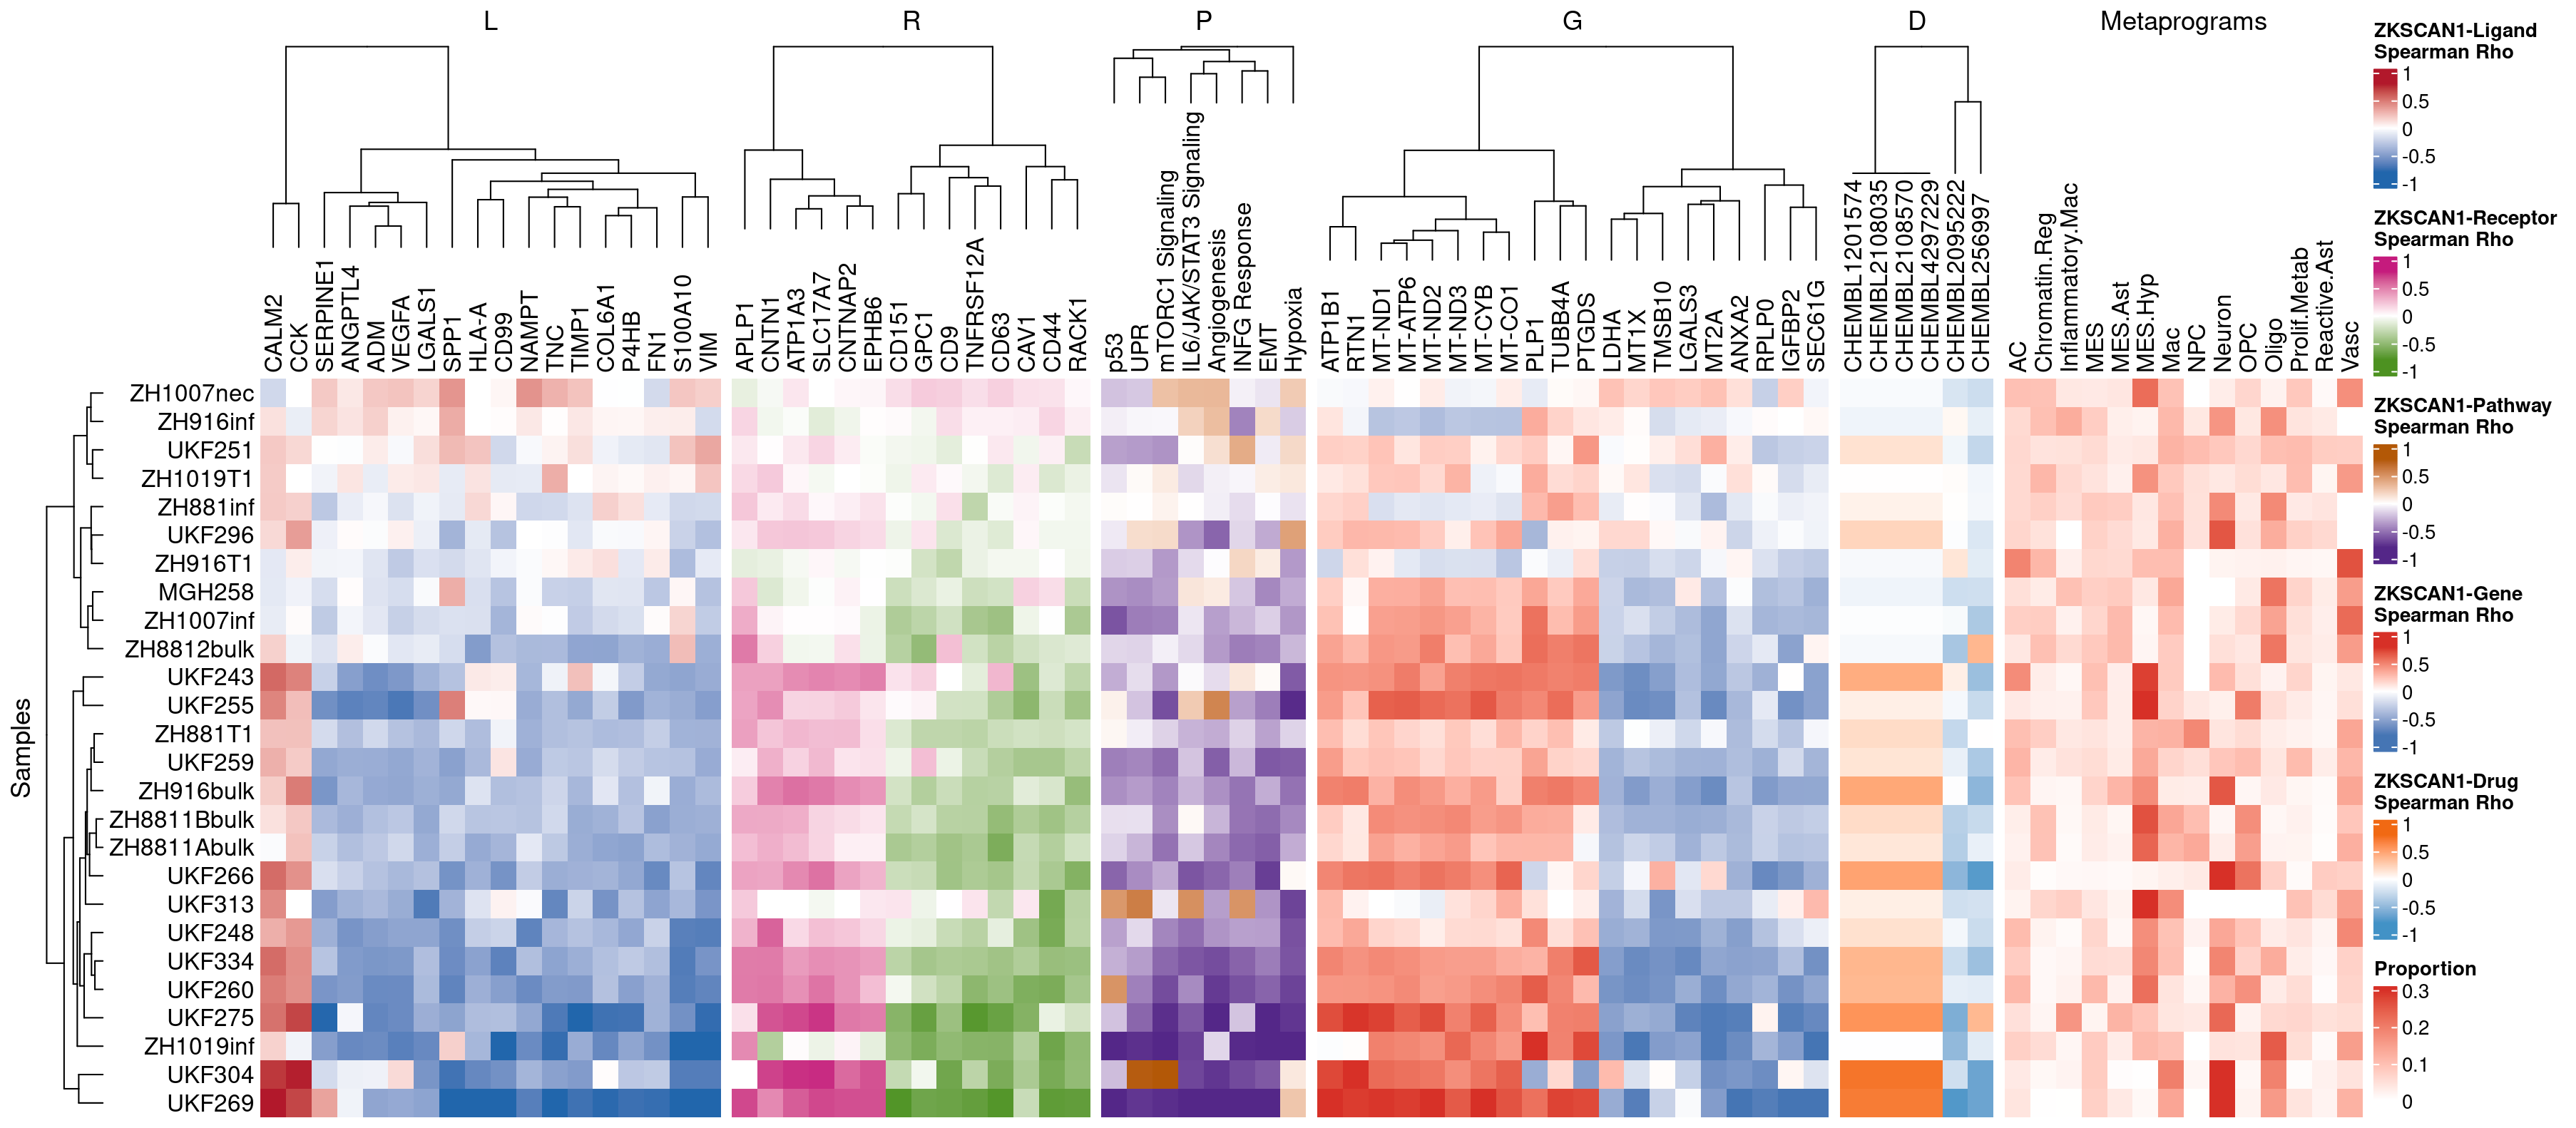 L
R
P
G
D
Metaprograms
CALM2
CCK
SERPINE1
ANGPTL4
ADM
VEGFA
LGALS1
SPP1
HLA-A
CD99
NAMPT
TNC
TIMP1
COL6A1
P4HB
FN1
S100A10
VIM
APLP1
CNTN1
ATP1A3
SLC17A7
CNTNAP2
EPHB6
CD151
GPC1
CD9
TNFRSF12A
CD63
CAV1
CD44
RACK1
p53
UPR
mTORC1 Signaling
IL6/JAK/STAT3 Signaling
Angiogenesis
INFG Response
EMT
Hypoxia
ATP1B1
RTN1
MT-ND1
MT-ATP6
MT-ND2
MT-ND3
MT-CYB
MT-CO1
PLP1
TUBB4A
PTGDS
LDHA
MT1X
TMSB10
LGALS3
MT2A
ANXA2
RPLP0
IGFBP2
SEC61G
CHEMBL1201574
CHEMBL2108035
CHEMBL2108570
CHEMBL4297229
CHEMBL2095222
CHEMBL256997
AC
Chromatin.Reg
Inflammatory.Mac
MES
MES.Ast
MES.Hyp
Mac
NPC
Neuron
OPC
Oligo
Prolif.Metab
Reactive.Ast
Vasc
Samples
ZH1007nec
ZH916inf
UKF251
ZH1019T1
ZH881inf
UKF296
ZH916T1
MGH258
ZH1007inf
ZH8812bulk
UKF243
UKF255
ZH881T1
UKF259
ZH916bulk
ZH8811Bbulk
ZH8811Abulk
UKF266
UKF313
UKF248
UKF334
UKF260
UKF275
ZH1019inf
UKF304
UKF269
ZKSCAN1-Ligand
Spearman Rho
1
0.5
0
-0.5
-1
ZKSCAN1-Receptor
Spearman Rho
1
0.5
0
-0.5
-1
ZKSCAN1-Pathway
Spearman Rho
1
0.5
0
-0.5
-1
ZKSCAN1-Gene
Spearman Rho
1
0.5
0
-0.5
-1
ZKSCAN1-Drug
Spearman Rho
1
0.5
0
-0.5
-1
Proportion
0.3
0.2
0.1
0